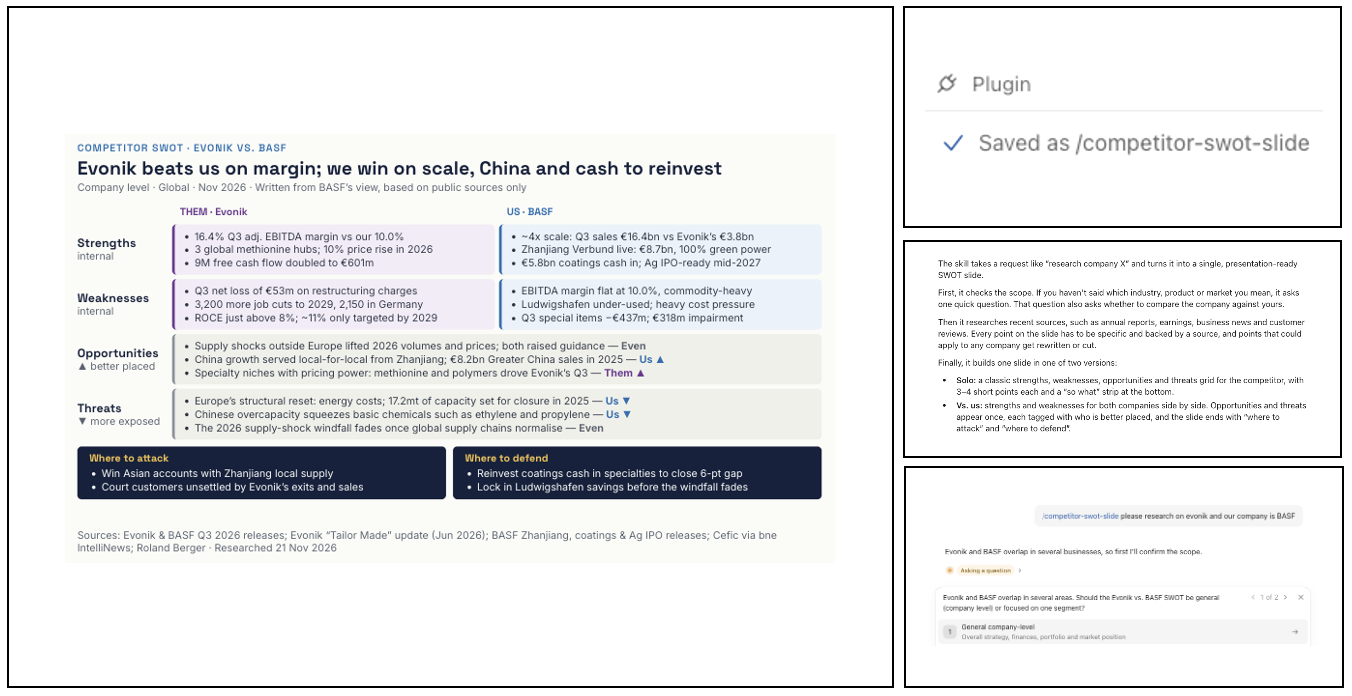 COMPETITOR SWOT · EVONIK VS. BASF
Evonik beats us on margin; we win on scale, China and cash to reinvest
Company level · Global · Nov 2026 · Written from BASF's view, based on public sources only
THEM · Evonik
US · BASF
Strengths
internal
• 16.4% Q3 adj. EBITDA margin vs our 10.0%
• 3 global methionine hubs; 10% price rise in 2026
• 9M free cash flow doubled to €601m
• ~4x scale: Q3 sales €16.4bn vs Evonik's €3.8bn
• Zhanjiang Verbund live: €8.7bn, 100% green power
• €5.8bn coatings cash in; Ag IPO-ready mid-2027
Weaknesses
internal
• Q3 net loss of €53m on restructuring charges
• 3,200 more job cuts to 2029, 2,150 in Germany
• ROCE just above 8%; ~11% only targeted by 2029
• EBITDA margin flat at 10.0%, commodity-heavy
• Ludwigshafen under-used; heavy cost pressure
• Q3 special items −€437m; €318m impairment
Opportunities
▲ better placed
• Supply shocks outside Europe lifted 2026 volumes and prices; both raised guidance — Even
• China growth served local-for-local from Zhanjiang; €8.2bn Greater China sales in 2025 — Us ▲
• Specialty niches with pricing power: methionine and polymers drove Evonik's Q3 — Them ▲
Threats
▼ more exposed
• Europe's structural reset: energy costs; 17.2mt of capacity set for closure in 2025 — Us ▼
• Chinese overcapacity squeezes basic chemicals such as ethylene and propylene — Us ▼
• The 2026 supply-shock windfall fades once global supply chains normalise — Even
Where to attack
• Win Asian accounts with Zhanjiang local supply
• Court customers unsettled by Evonik's exits and sales
Where to defend
• Reinvest coatings cash in specialties to close 6-pt gap
• Lock in Ludwigshafen savings before the windfall fades
Sources: Evonik & BASF Q3 2026 releases; Evonik "Tailor Made" update (Jun 2026); BASF Zhanjiang, coatings & Ag IPO releases; Cefic via bne
IntelliNews; Roland Berger · Researched 21 Nov 2026
Plugin
Saved as /competitor-swot-slide
The skill takes a request like "research company X" and turns it into a single, presentation-ready
SWOT slide.
First, it checks the scope. If you haven't said which industry, product or market you mean, it asks
one quick question. That question also asks whether to compare the company against yours.
Then it researches recent sources, such as annual reports, earnings, business news and customer
reviews. Every point on the slide has to be specific and backed by a source, and points that could
apply to any company get rewritten or cut.
Finally, it builds one slide in one of two versions:
• Solo: a classic strengths, weaknesses, opportunities and threats grid for the competitor, with
3–4 short points each and a "so what" strip at the bottom.
• Vs. us: strengths and weaknesses for both companies side by side. Opportunities and threats
appear once, each tagged with who is better placed, and the slide ends with "where to
attack" and "where to defend".
/competitor-swot-slide please research on evonik and our company is BASF
Evonik and BASF overlap in several businesses, so first I'll confirm the scope.
Asking a question
Evonik and BASF overlap in several areas. Should the Evonik vs. BASF SWOT be general
(company level) or focused on one segment?
1 of 2
1
General company-level
Overall strategy, finances, portfolio and market position